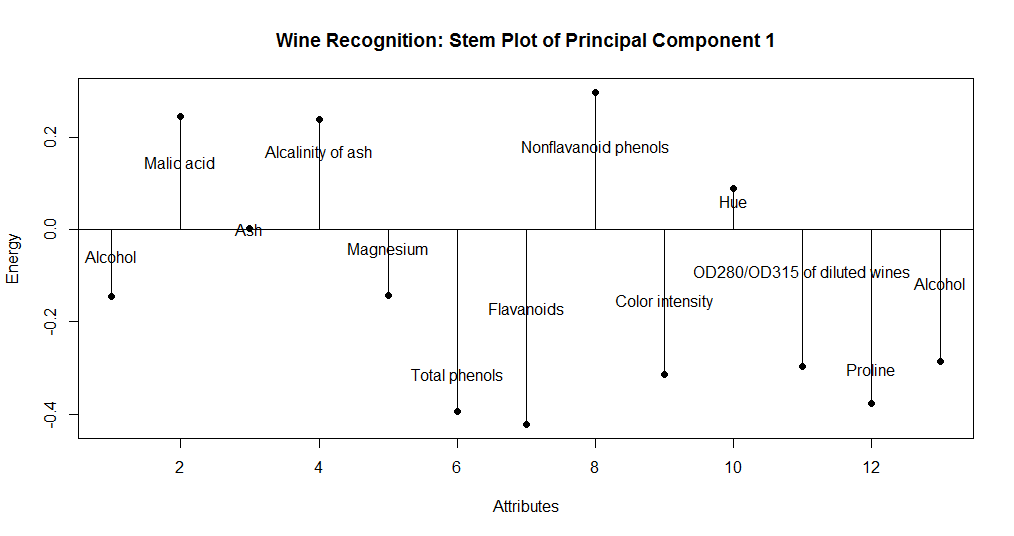 Wine Recognition: Stem Plot of Principal Component 1
Energy
0.2
0.0
-0.2
-0.4
Alcohol
Malic acid
Ash
Alcalinity of ash
Magnesium
Total phenols
Flavanoids
Nonflavanoid phenols
Color intensity
Hue
OD280/OD315 of diluted wines
Proline
Alcohol
2
4
6
8
10
12
Attributes